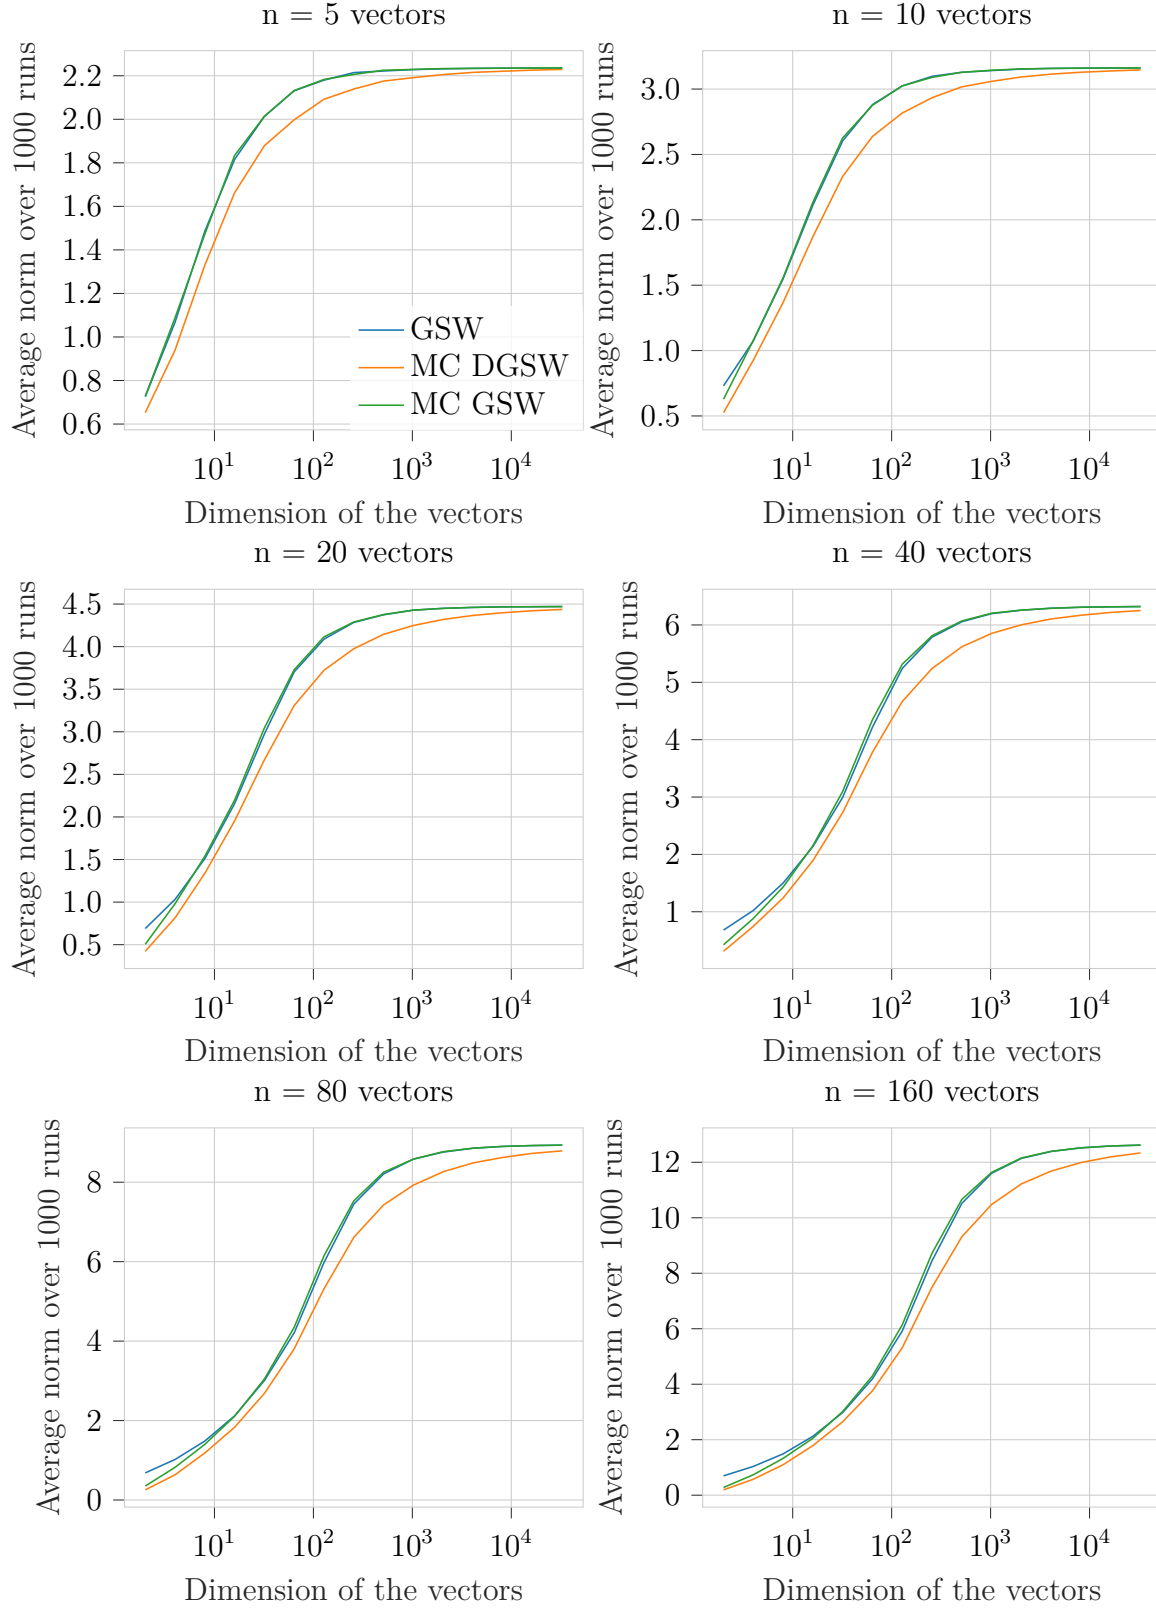 n = 5 vectors
Average norm over 1000 runs
2.2
2.0
1.8
1.6
1.4
1.2
1.0
0.8
0.6
GSW
MC DGSW
MC GSW
10^1 10^2 10^3 10^4
Dimension of the vectors
n = 10 vectors
Average norm over 1000 runs
3.0
2.5
2.0
1.5
1.0
0.5
10^1 10^2 10^3 10^4
Dimension of the vectors
n = 20 vectors
Average norm over 1000 runs
4.5
4.0
3.5
3.0
2.5
2.0
1.5
1.0
0.5
10^1 10^2 10^3 10^4
Dimension of the vectors
n = 40 vectors
Average norm over 1000 runs
6
5
4
3
2
1
10^1 10^2 10^3 10^4
Dimension of the vectors
n = 80 vectors
Average norm over 1000 runs
8
6
4
2
0
10^1 10^2 10^3 10^4
Dimension of the vectors
n = 160 vectors
Average norm over 1000 runs
12
10
8
6
4
2
0
10^1 10^2 10^3 10^4
Dimension of the vectors